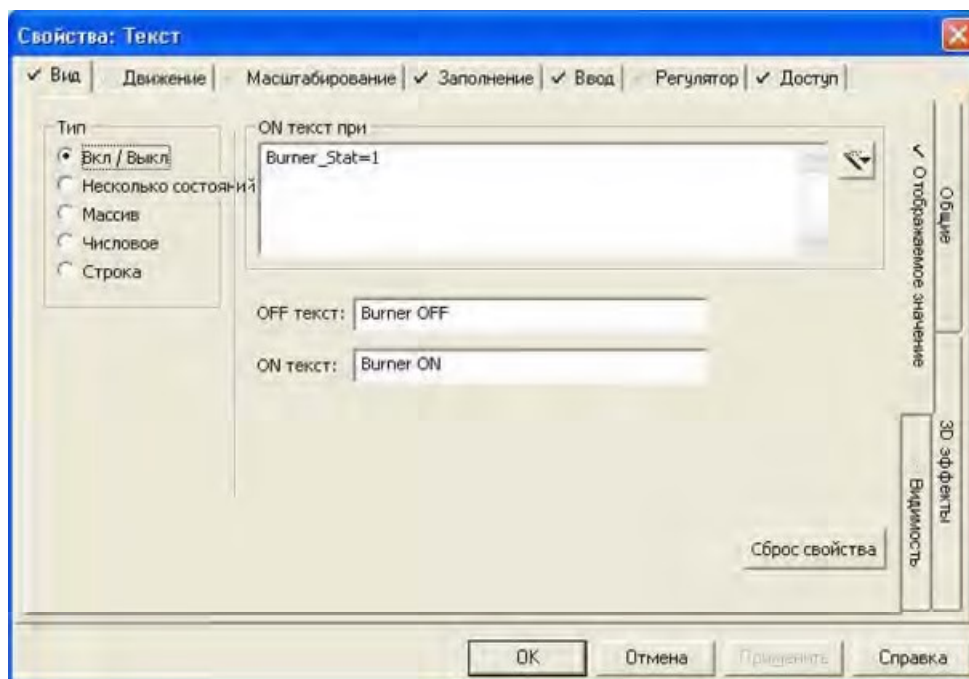 Свойства: Текст
Вид Движение Масштабирование Заполнение Ввод Регулятор Доступ
Тип
Вкл / Выкл
Несколько состояний
Массив
Числовое
Строка
ON текст при
Burner_Stat=1
OFF текст: Burner OFF
ON текст: Burner ON
Сброс свойства
Отображаемое значение
Видимость
Общие
3D эффекты
OK Отмена Применить Справка